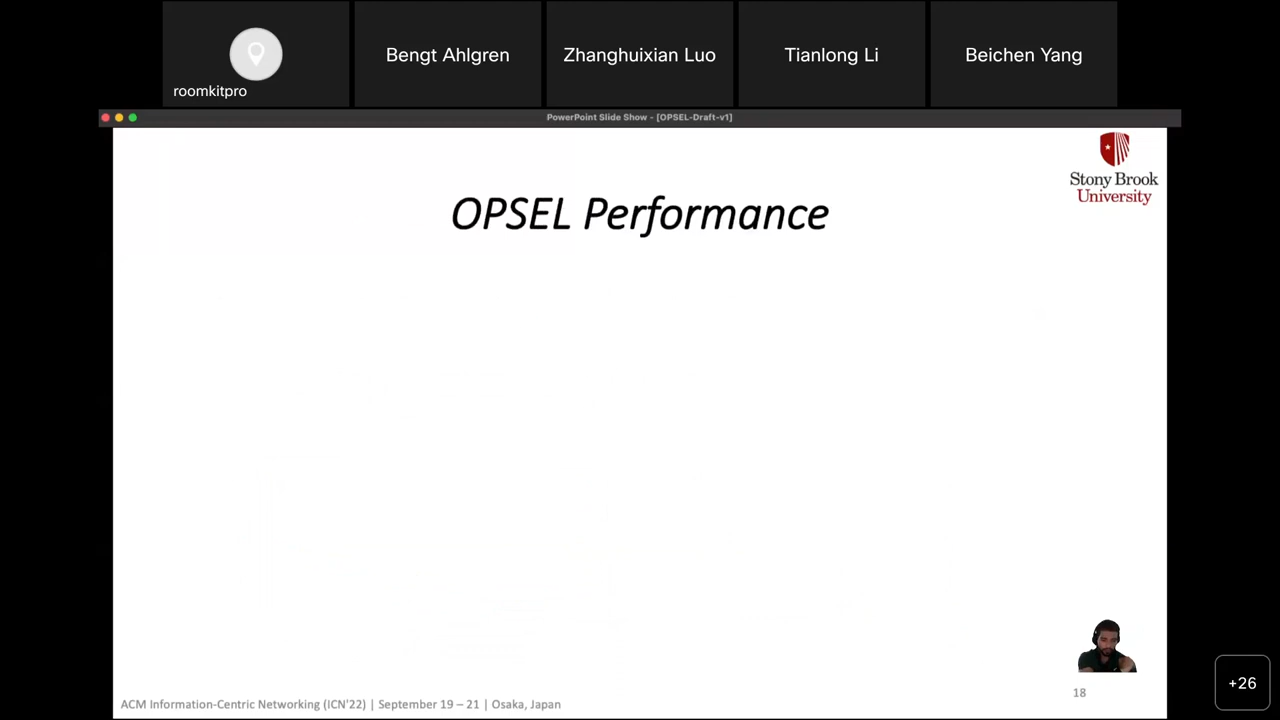 roomkitpro
Bengt Ahlgren
Zhanghuixian Luo
Tianlong Li
Beichen Yang
PowerPoint Slide Show - [OPSEL-Draft-v1]
Stony Brook
University
OPSEL Performance
18
+26
ACM Information-Centric Networking (ICN'22) | September 19 – 21 | Osaka, Japan